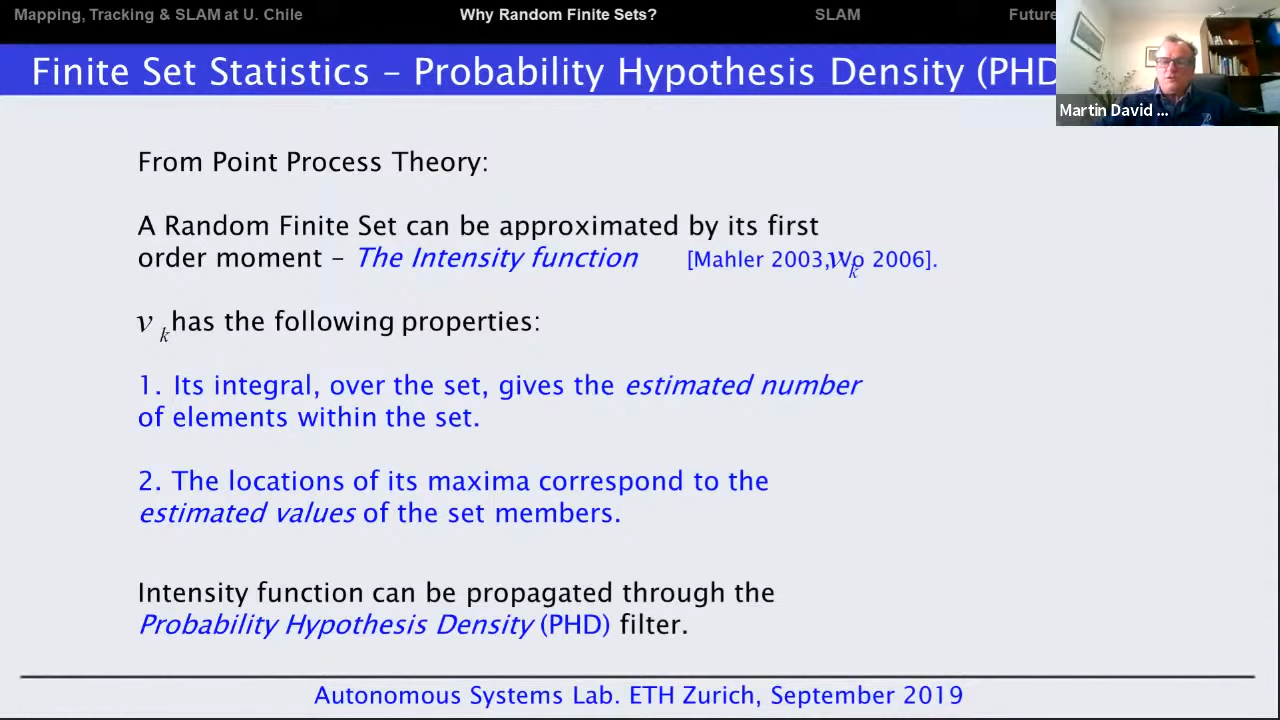 Mapping, Tracking & SLAM at U. Chile Why Random Finite Sets? SLAM Future
Finite Set Statistics – Probability Hypothesis Density (PHD
Martin David ...
From Point Process Theory:
A Random Finite Set can be approximated by its first
order moment – The Intensity function [Mahler 2003, Vo 2006].
v k has the following properties:
1. Its integral, over the set, gives the estimated number
of elements within the set.
2. The locations of its maxima correspond to the
estimated values of the set members.
Intensity function can be propagated through the
Probability Hypothesis Density (PHD) filter.
Autonomous Systems Lab. ETH Zurich, September 2019